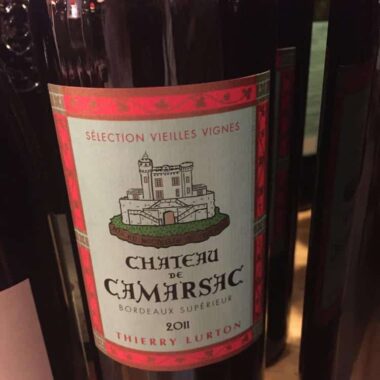 SÉLECTION VIEILLES VIGNES
CHATEAU
DE
CAMARSAC
BORDEAUX SUPÉRIEUR
2011
THIERRY LURTON